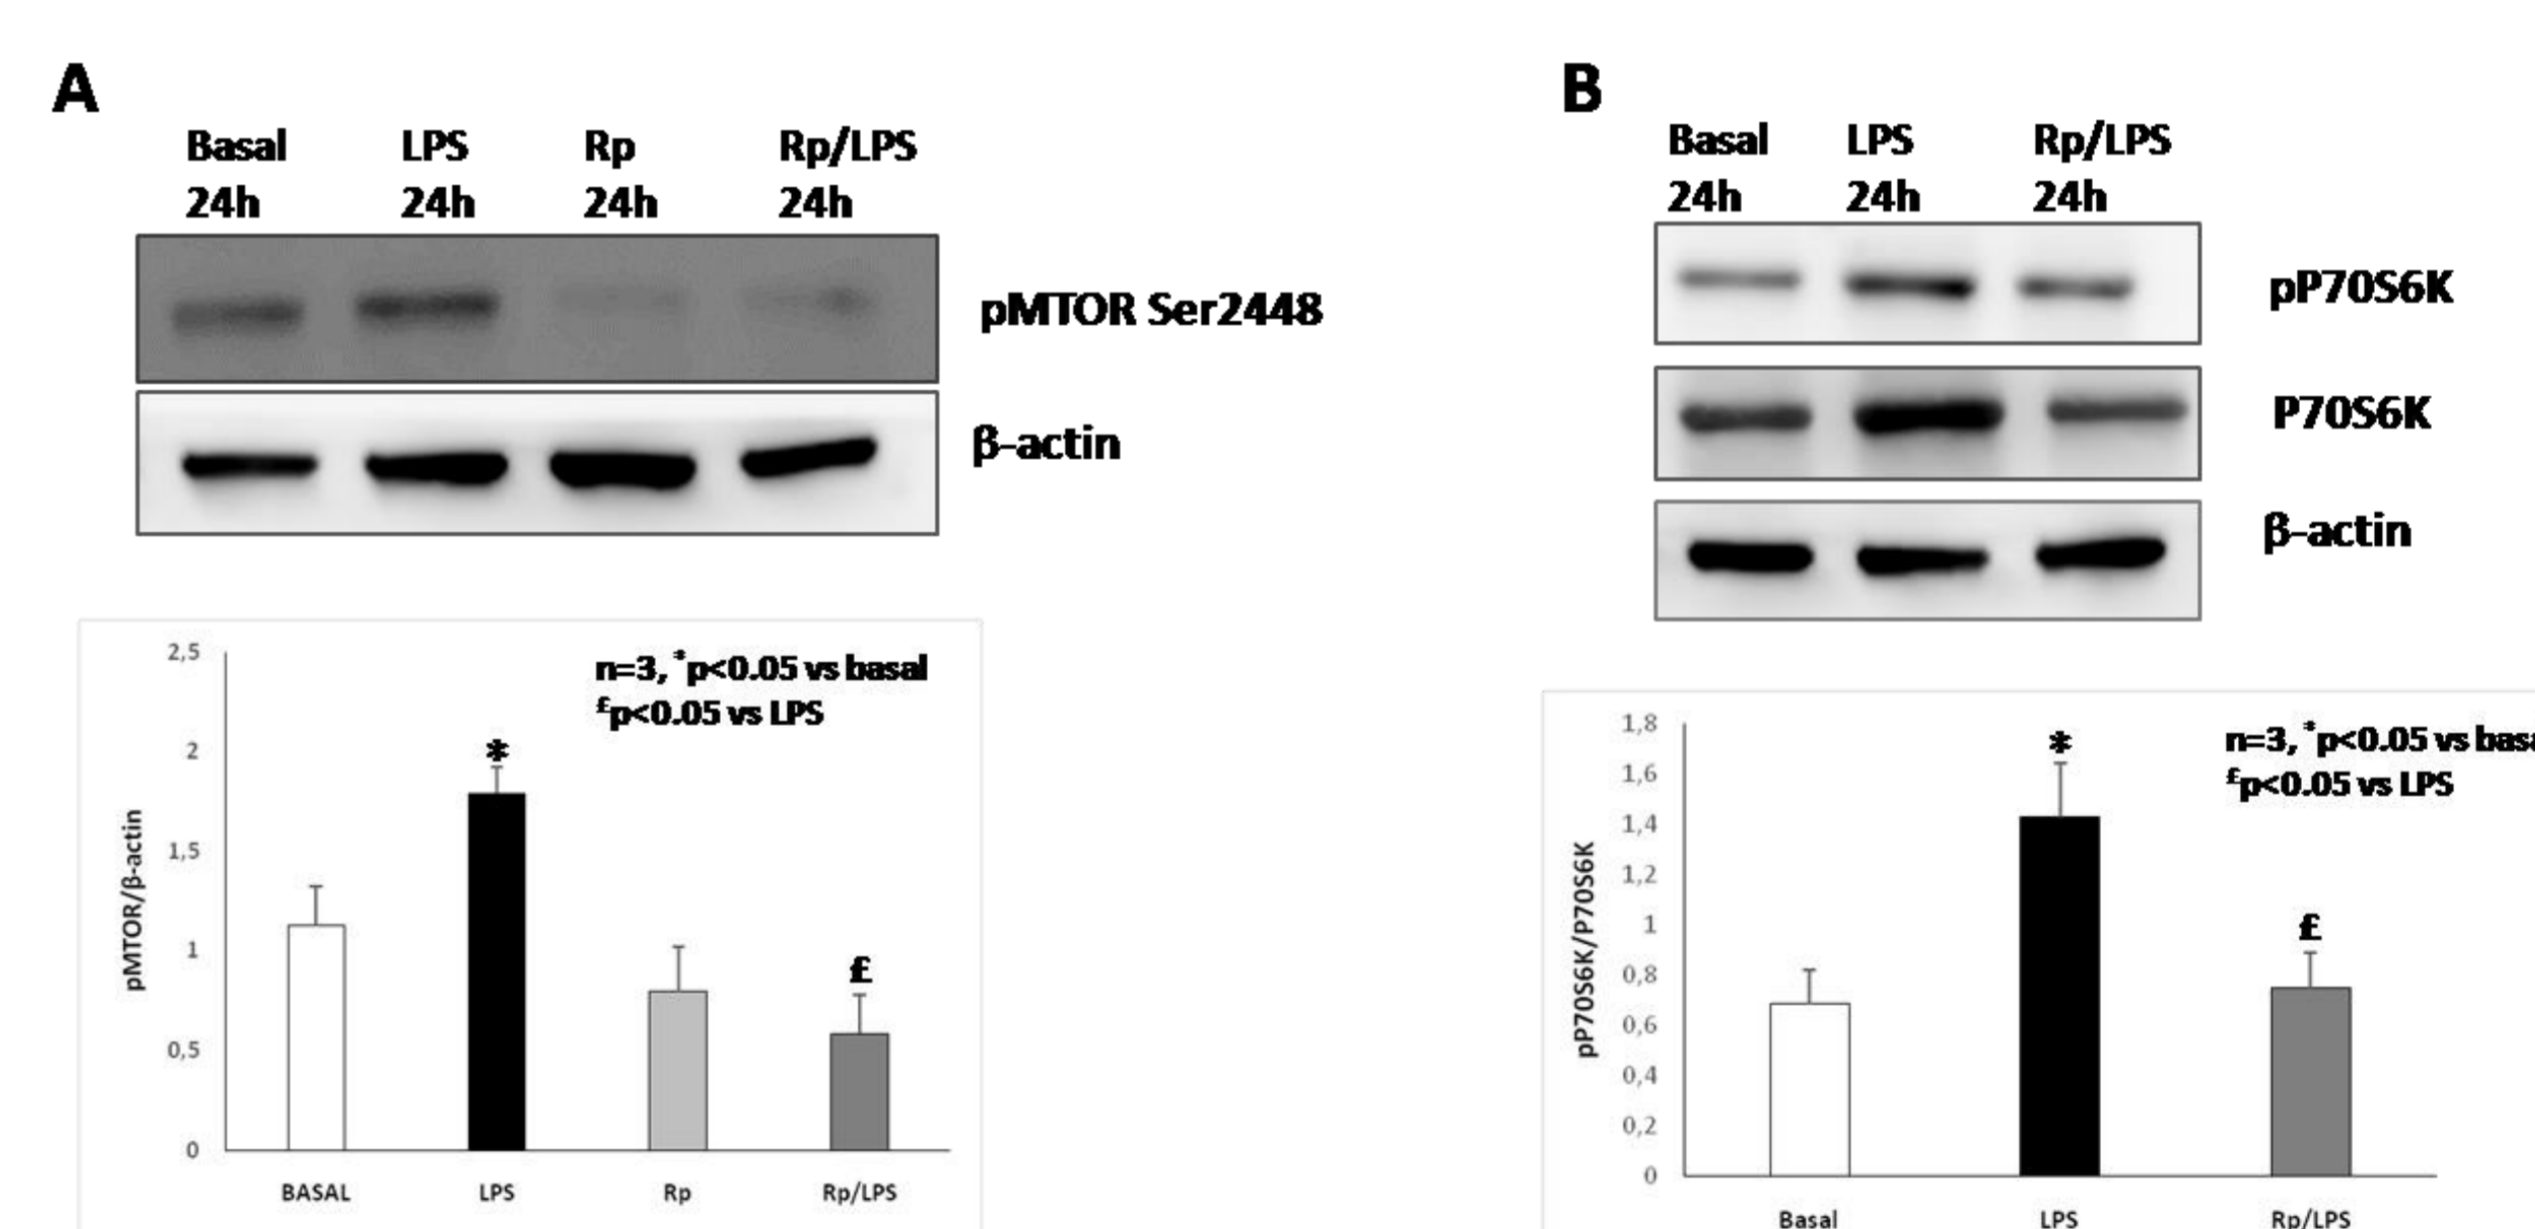 A
Basal LPS Rp Rp/LPS
24h 24h 24h 24h
pMTOR Ser2448
β-actin
2,5
2
1,5
1
0,5
0
pMTOR/β-actin
n=3, *p<0.05 vs basal
£p<0.05 vs LPS
*
£
BASAL LPS Rp Rp/LPS
B
Basal LPS Rp/LPS
24h 24h 24h
pP70S6K
P70S6K
β-actin
1,8
1,6
1,4
1,2
1
0,8
0,6
0,4
0,2
0
pP70S6K/P70S6K
n=3, *p<0.05 vs basa
£p<0.05 vs LPS
*
£
Basal LPS Rp/LPS